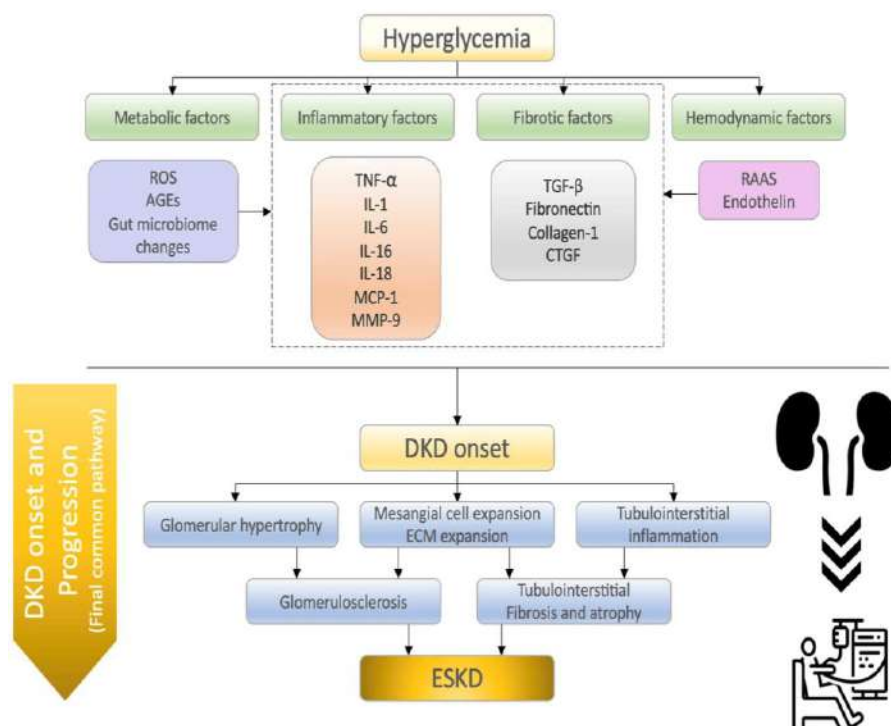 Hyperglycemia
Metabolic factors
Inflammatory factors
Fibrotic factors
Hemodynamic factors
ROS
AGEs
Gut microbiome
changes
TNF-α
IL-1
IL-6
IL-16
IL-18
MCP-1
MMP-9
TGF-β
Fibronectin
Collagen-1
CTGF
RAAS
Endothelin
DKD onset and
Progression
(Final common pathway)
DKD onset
Glomerular hypertrophy
Mesangial cell expansion
ECM expansion
Tubulointerstitial
inflammation
Glomerulosclerosis
Tubulointerstitial
Fibrosis and atrophy
ESKD